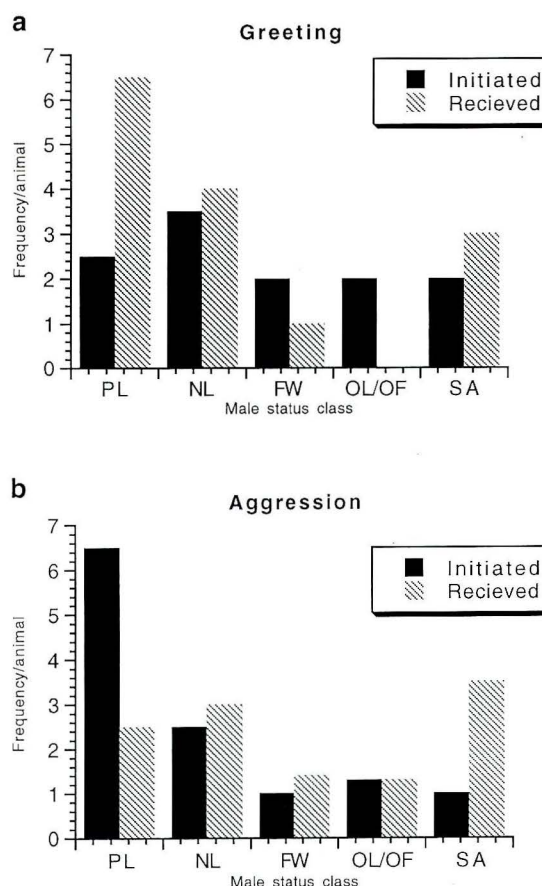 a
Greeting
7
6
5
4
3
2
1
0
Frequency/animal
Initiated
Recieved
PL NL FW OL/OF SA
Male status class
b
Aggression
7
6
5
4
3
2
1
0
Frequency/animal
Initiated
Recieved
PL NL FW OL/OF SA
Male status class